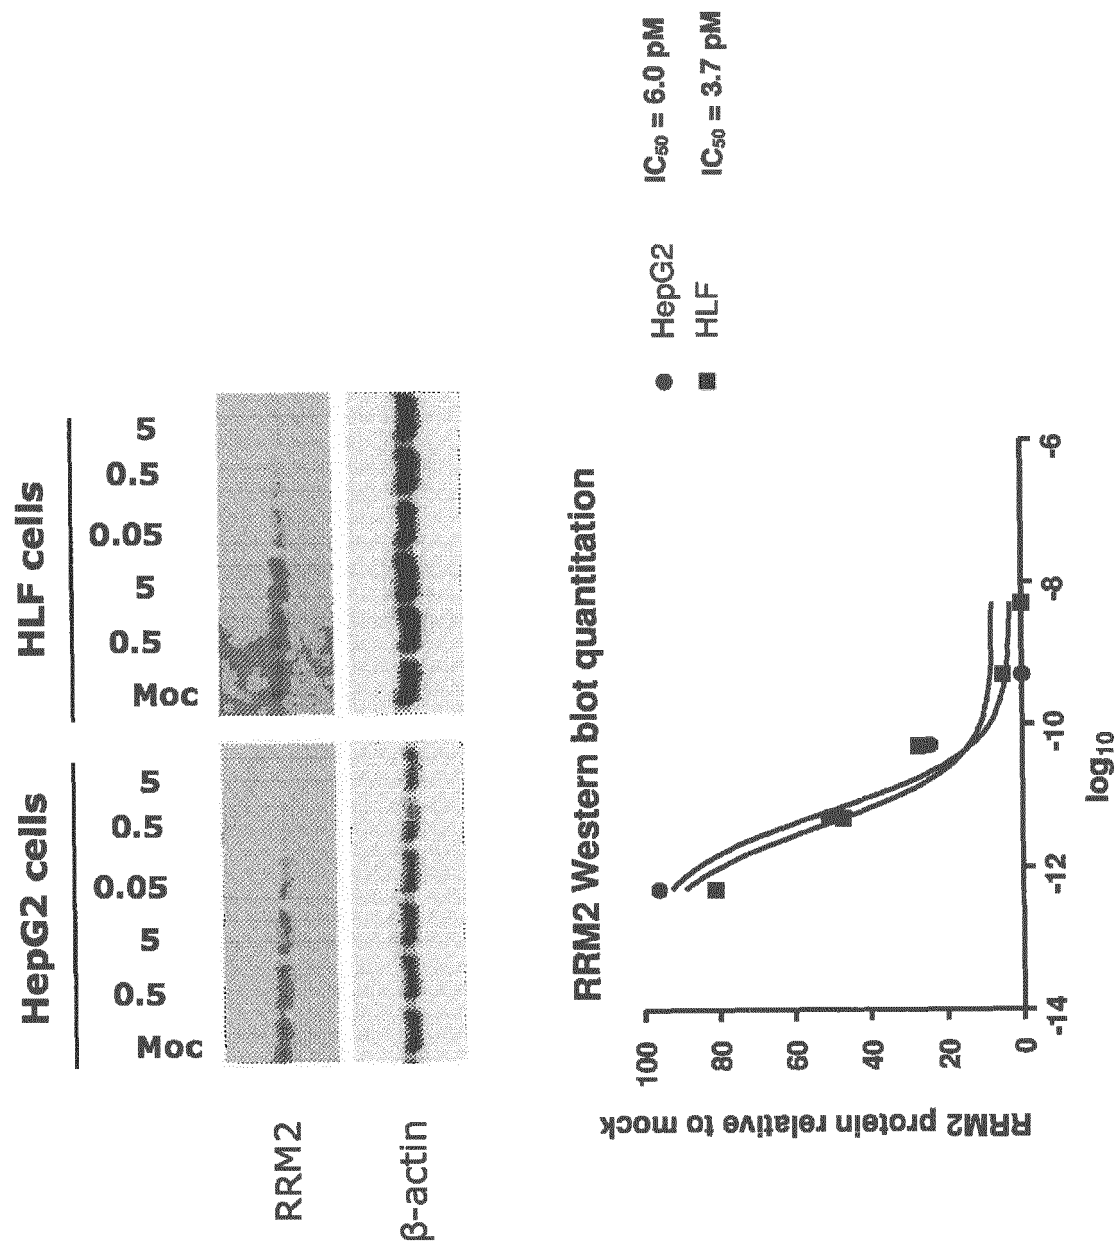 HepG2 cells
HLF cells
Moc 0.5 5 0.05 0.5 5
Moc 0.5 5 0.05 0.5 5
RRM2
β-actin
RRM2 Western blot quantitation
RRM2 protein relative to mock
100
80
60
40
20
0
-14 -12 -10 -8 -6
log10
HepG2 IC50 = 6.0 pM
HLF IC50 = 3.7 pM